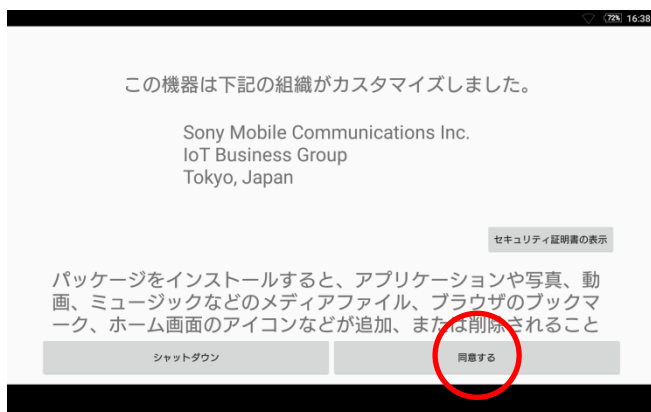 72% 16:38
この機器は下記の組織がカスタマイズしました。
Sony Mobile Communications Inc.
IoT Business Group
Tokyo, Japan
セキュリティ証明書の表示
パッケージをインストールすると、アプリケーションや写真、動
画、ミュージックなどのメディアファイル、ブラウザのブックマ
ーク、ホーム画面のアイコンなどが追加、または削除されること
シャットダウン
同意する